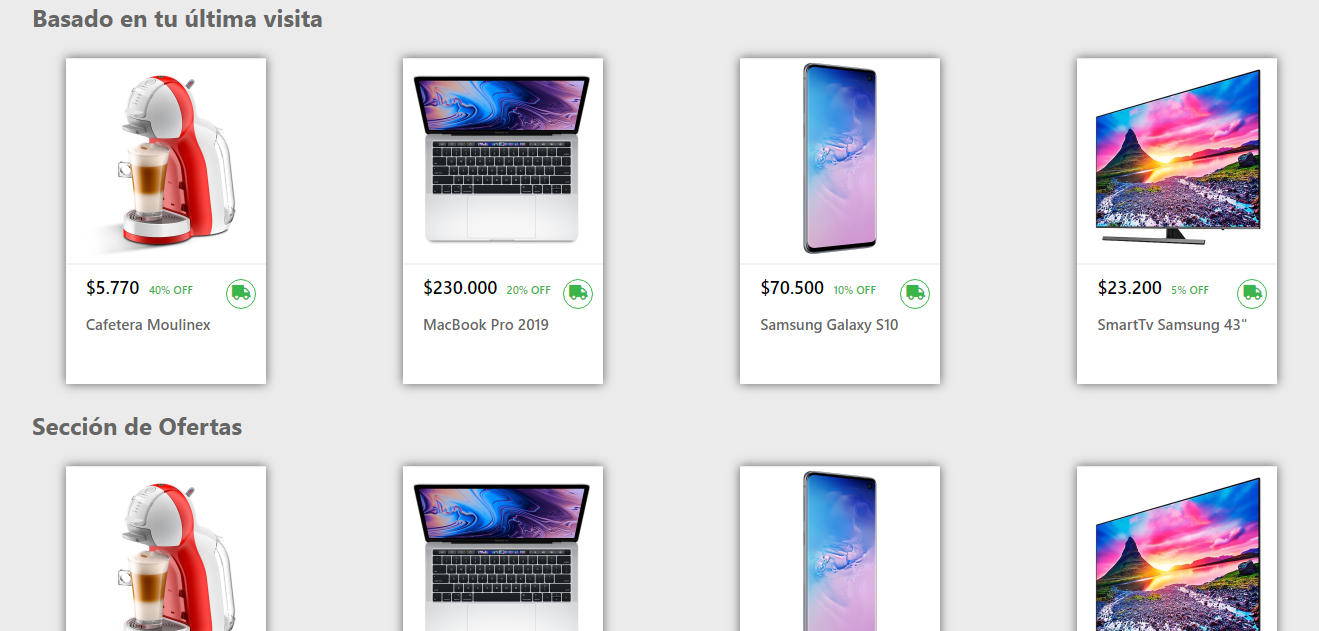 Basado en tu última visita
$5.770 40% OFF
Cafetera Moulinex
$230.000 20% OFF
MacBook Pro 2019
$70.500 10% OFF
Samsung Galaxy S10
$23.200 5% OFF
SmartTv Samsung 43"
Sección de Ofertas